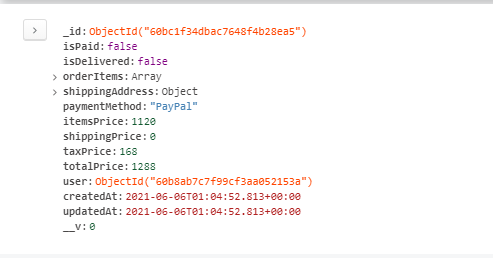 _id: ObjectId("60bc1f34dbac7648f4b28ea5")
isPaid: false
isDelivered: false
orderItems: Array
shippingAddress: Object
paymentMethod: "PayPal"
itemsPrice: 1120
shippingPrice: 0
taxPrice: 168
totalPrice: 1288
user: ObjectId("60b8ab7c7f99cf3aa052153a")
createdAt: 2021-06-06T01:04:52.813+00:00
updatedAt: 2021-06-06T01:04:52.813+00:00
__v: 0